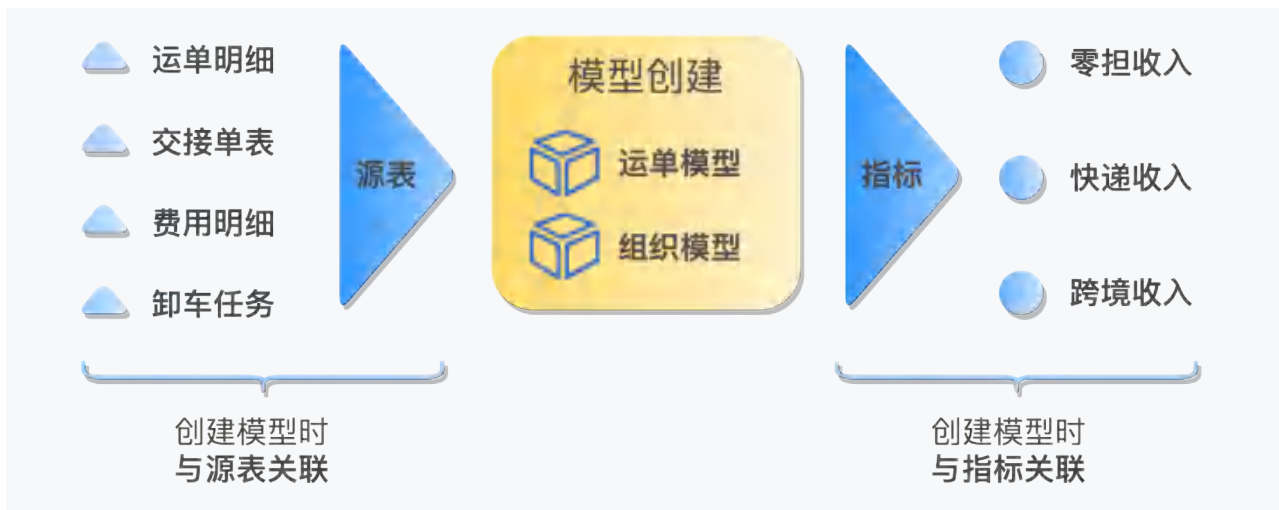 运单明细
交接单表
费用明细
卸车任务
源表
创建模型时
与源表关联
模型创建
运单模型
组织模型
指标
零担收入
快递收入
跨境收入
创建模型时
与指标关联